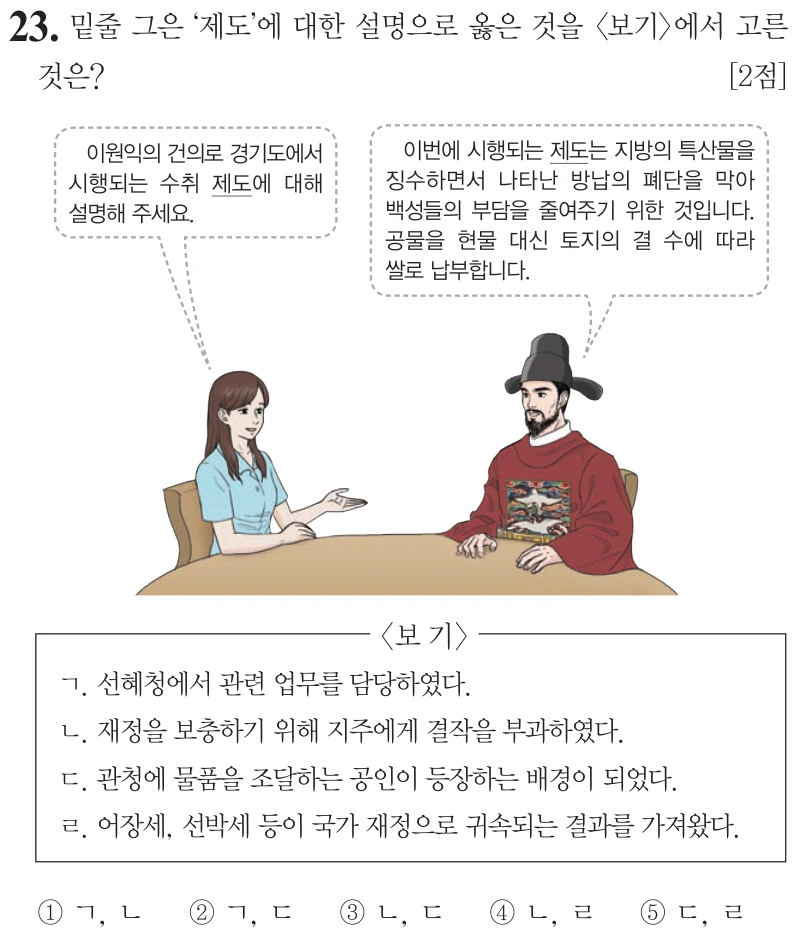 23. 밑줄 그은 ‘제도’에 대한 설명으로 옳은 것을 〈보기〉에서 고른
것은? [2점]
이원익의 건의로 경기도에서
시행되는 수취 제도에 대해
설명해 주세요.
이번에 시행되는 제도는 지방의 특산물을
징수하면서 나타난 방납의 폐단을 막아
백성들의 부담을 줄여주기 위한 것입니다.
공물을 현물 대신 토지의 결 수에 따라
쌀로 납부합니다.
〈보 기〉
ㄱ. 선혜청에서 관련 업무를 담당하였다.
ㄴ. 재정을 보충하기 위해 지주에게 결작을 부과하였다.
ㄷ. 관청에 물품을 조달하는 공인이 등장하는 배경이 되었다.
ㄹ. 어장세, 선박세 등이 국가 재정으로 귀속되는 결과를 가져왔다.
① ㄱ, ㄴ ② ㄱ, ㄷ ③ ㄴ, ㄷ ④ ㄴ, ㄹ ⑤ ㄷ, ㄹ